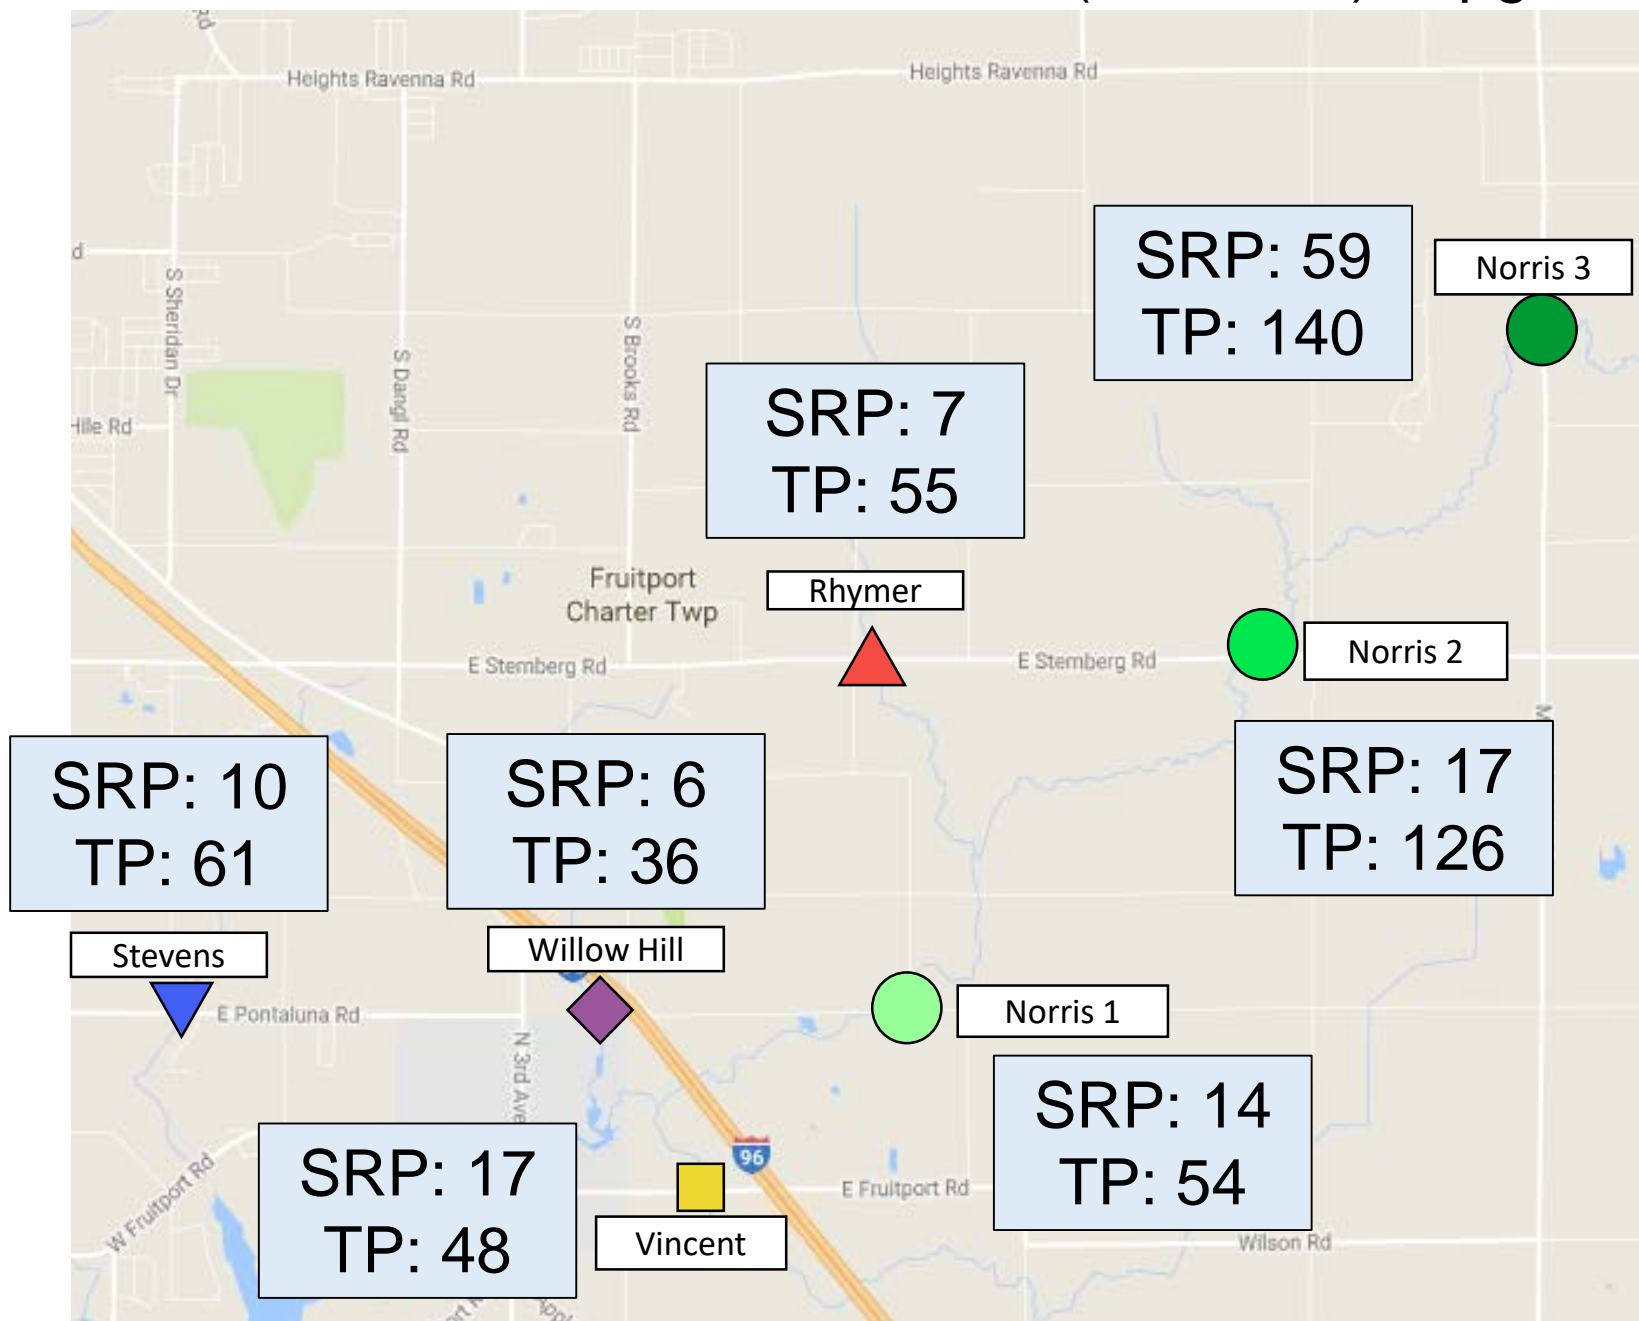 Rd
Heights Ravenna Rd
Heights Ravenna Rd
SRP: 59
TP: 140
Norris 3
d
S Sheridan Dr
S Dangl Rd
S Brooks Rd
Hile Rd
SRP: 7
TP: 55
Rhymer
Fruitport
Charter Twp
E Sternberg Rd
E Sternberg Rd
Norris 2
SRP: 17
TP: 126
M
SRP: 10
TP: 61
Stevens
SRP: 6
TP: 36
Willow Hill
E Pontaluna Rd
N 3rd Ave
Norris 1
SRP: 14
TP: 54
96
SRP: 17
TP: 48
Vincent
E Fruitport Rd
W Fruitport Rd
Wilson Rd